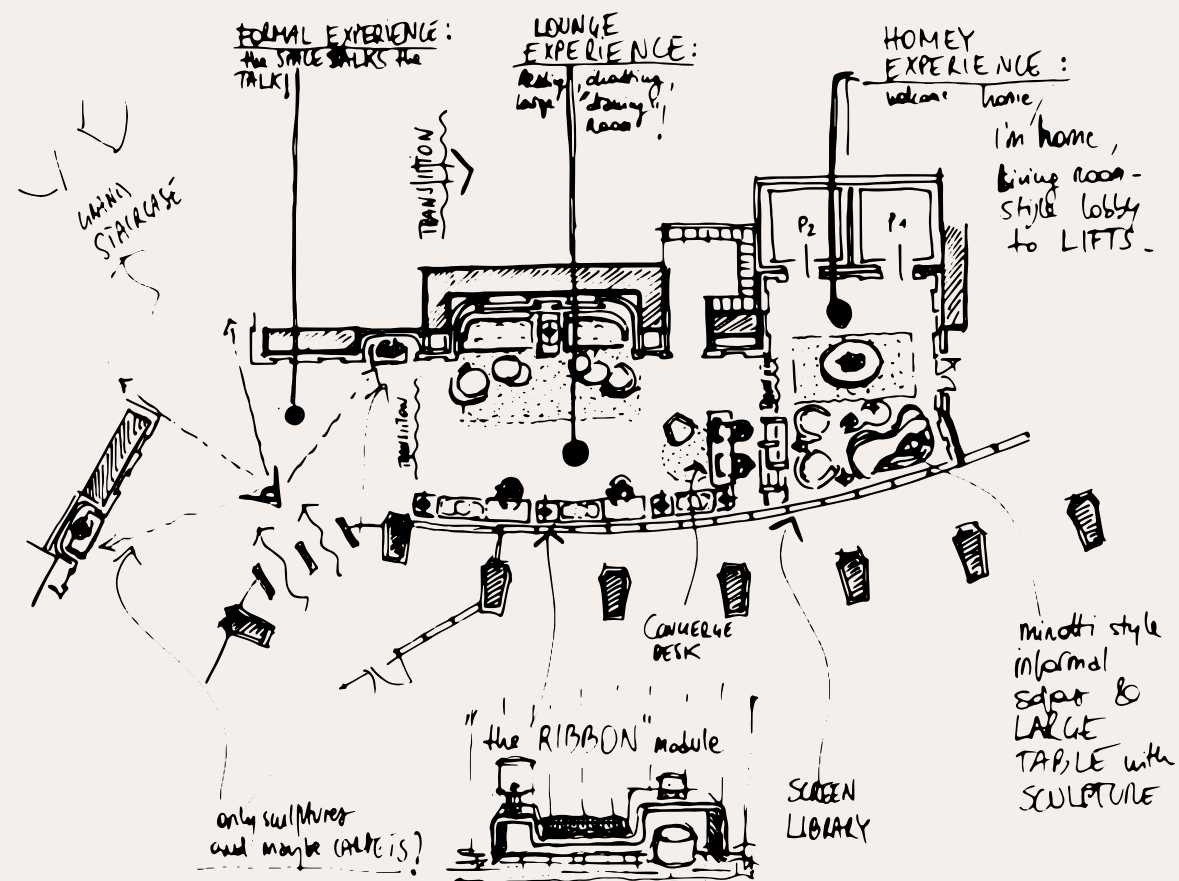 FORMAL EXPERIENCE:
the SPACE TALKS the
TALK!
LOUNGE
EXPERIENCE:
chatting,
large "drawing"
ROOM !
HOMEY
EXPERIENCE:
welcome home,
I'm home,
living room-
style lobby
to LIFTS-
TRANSITION
GRAND
STAIRCASE
P2
P1
TRANSITION
CONCIERGE
DESK
"the "RIBBON" module
SCREEN
LIBRARY
minotti style
informal
sofas &
LARGE
TABLE with
SCULPTURE
only sculptures
and maybe